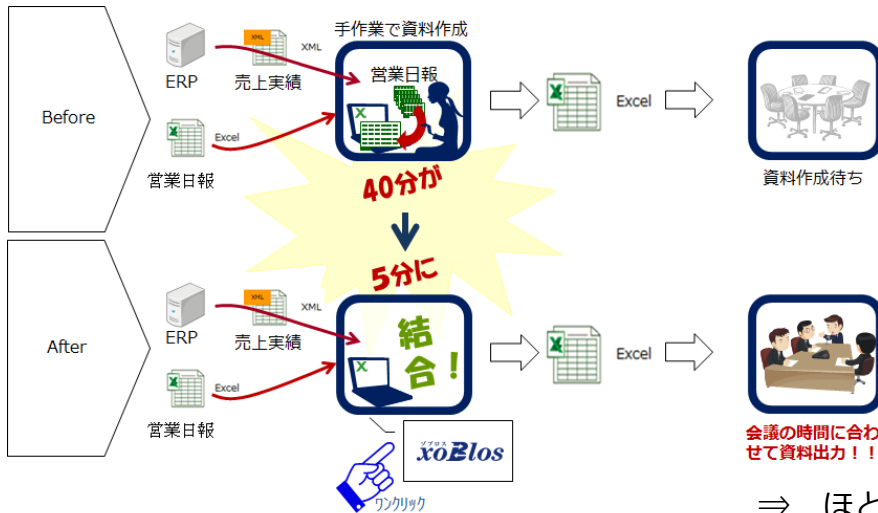 手作業で資料作成
XML
XML
ERP
売上実績
営業日報
Before
Excel
営業日報
Excel
資料作成待ち
40分が
5分に
XML
XML
ERP
売上実績
結合！
After
Excel
営業日報
Excel
ゾブロス
xoBlos
ワンクリック
会議の時間に合わ
せて資料出力！！
⇒ ほと